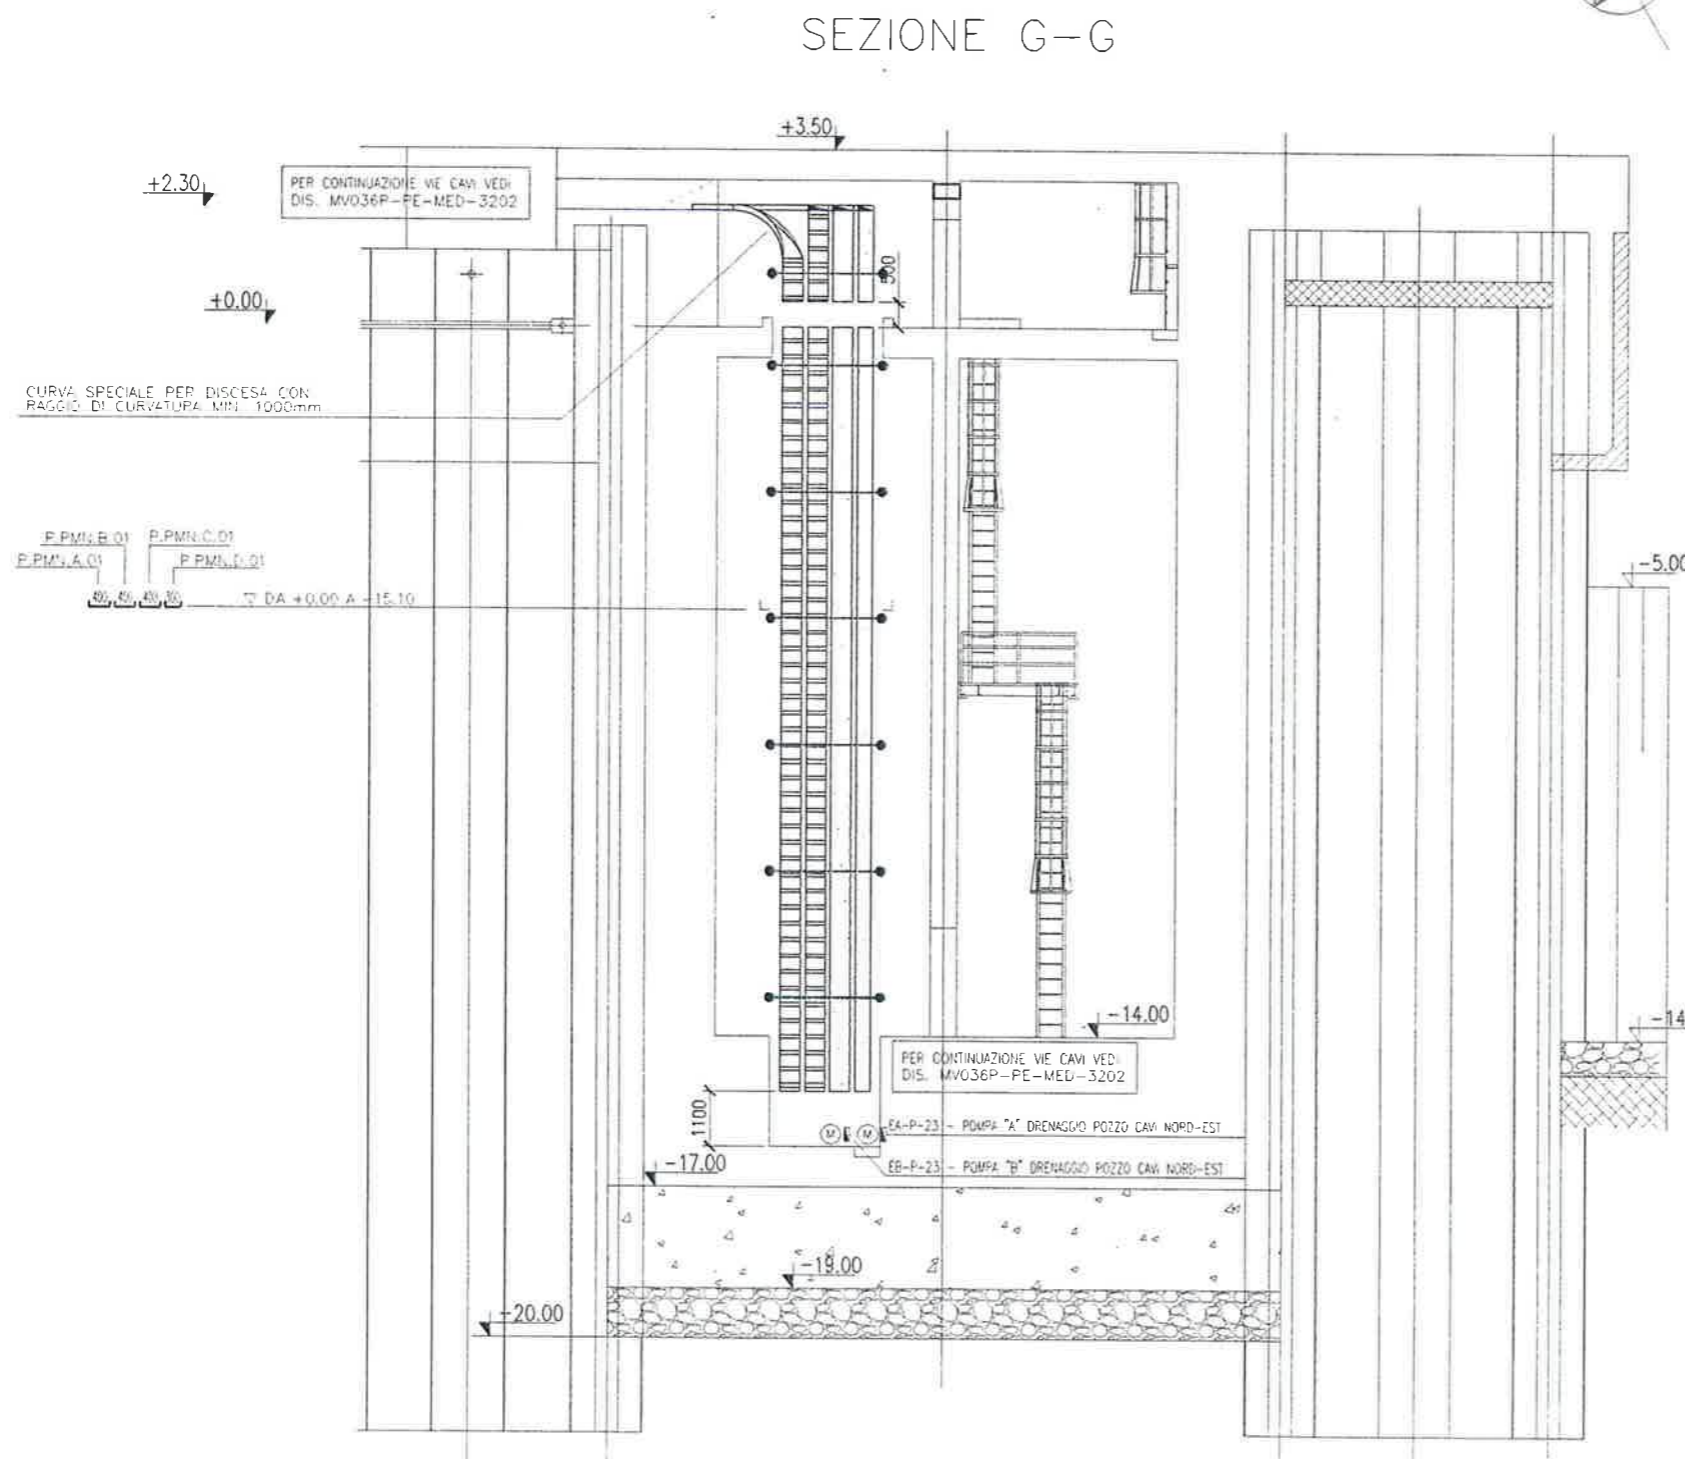 SEZIONE G-G
+3.50
+2.30
PER CONTINUAZIONE VIE CAVI VEDI
DIS. MV036P-PE-MED-3202
500
+0.00
CURVA SPECIALE PER DISCESA CON
RAGGIO DI CURVATURA MIN. 1000mm
P.PMN.B.01 P.PMN.C.01
P.PMN.A.01 P.PMN.D.01
DA +0.00 A -15.10
-5.00
-14.00
-14
PER CONTINUAZIONE VIE CAVI VEDI
DIS. MV036P-PE-MED-3202
1100
M M
EA-P-23 - POMPA "A" DRENAGGIO POZZO CAVI NORD-EST
EB-P-23 - POMPA "B" DRENAGGIO POZZO CAVI NORD-EST
-17.00
-19.00
-20.00